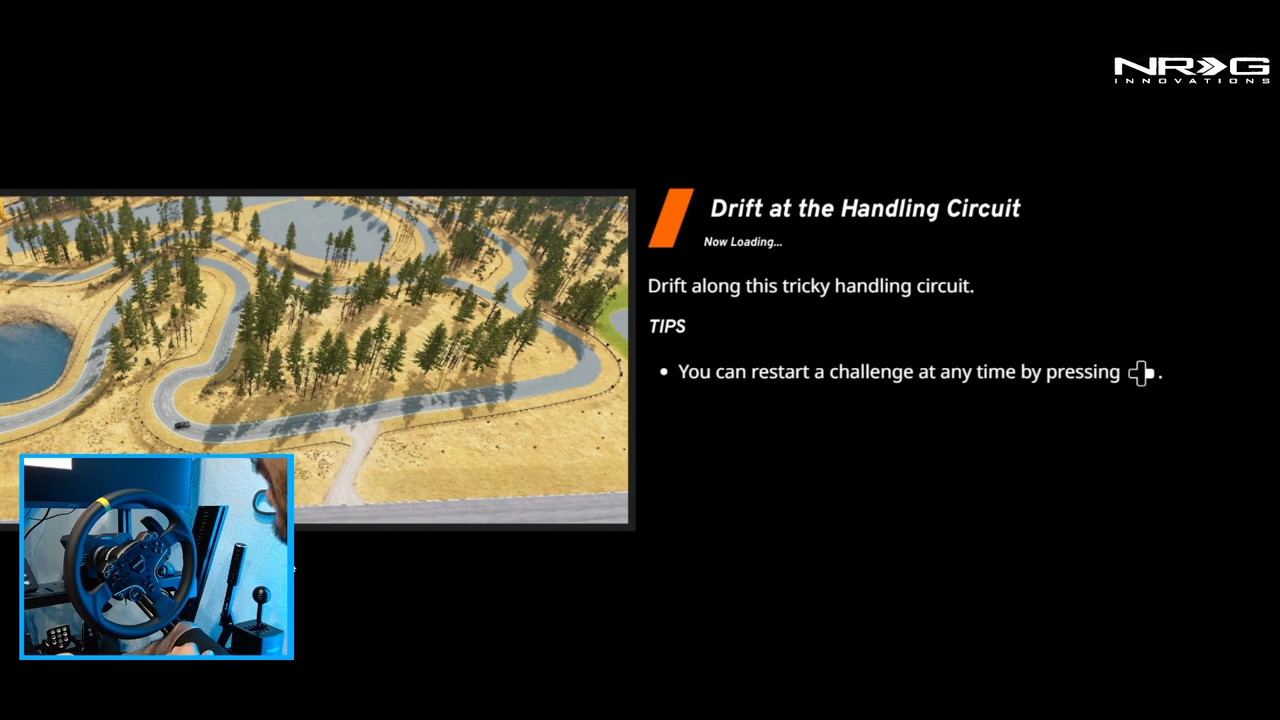 NRG
INNOVATIONS
Drift at the Handling Circuit
Now Loading...
Drift along this tricky handling circuit.
TIPS
• You can restart a challenge at any time by pressing .